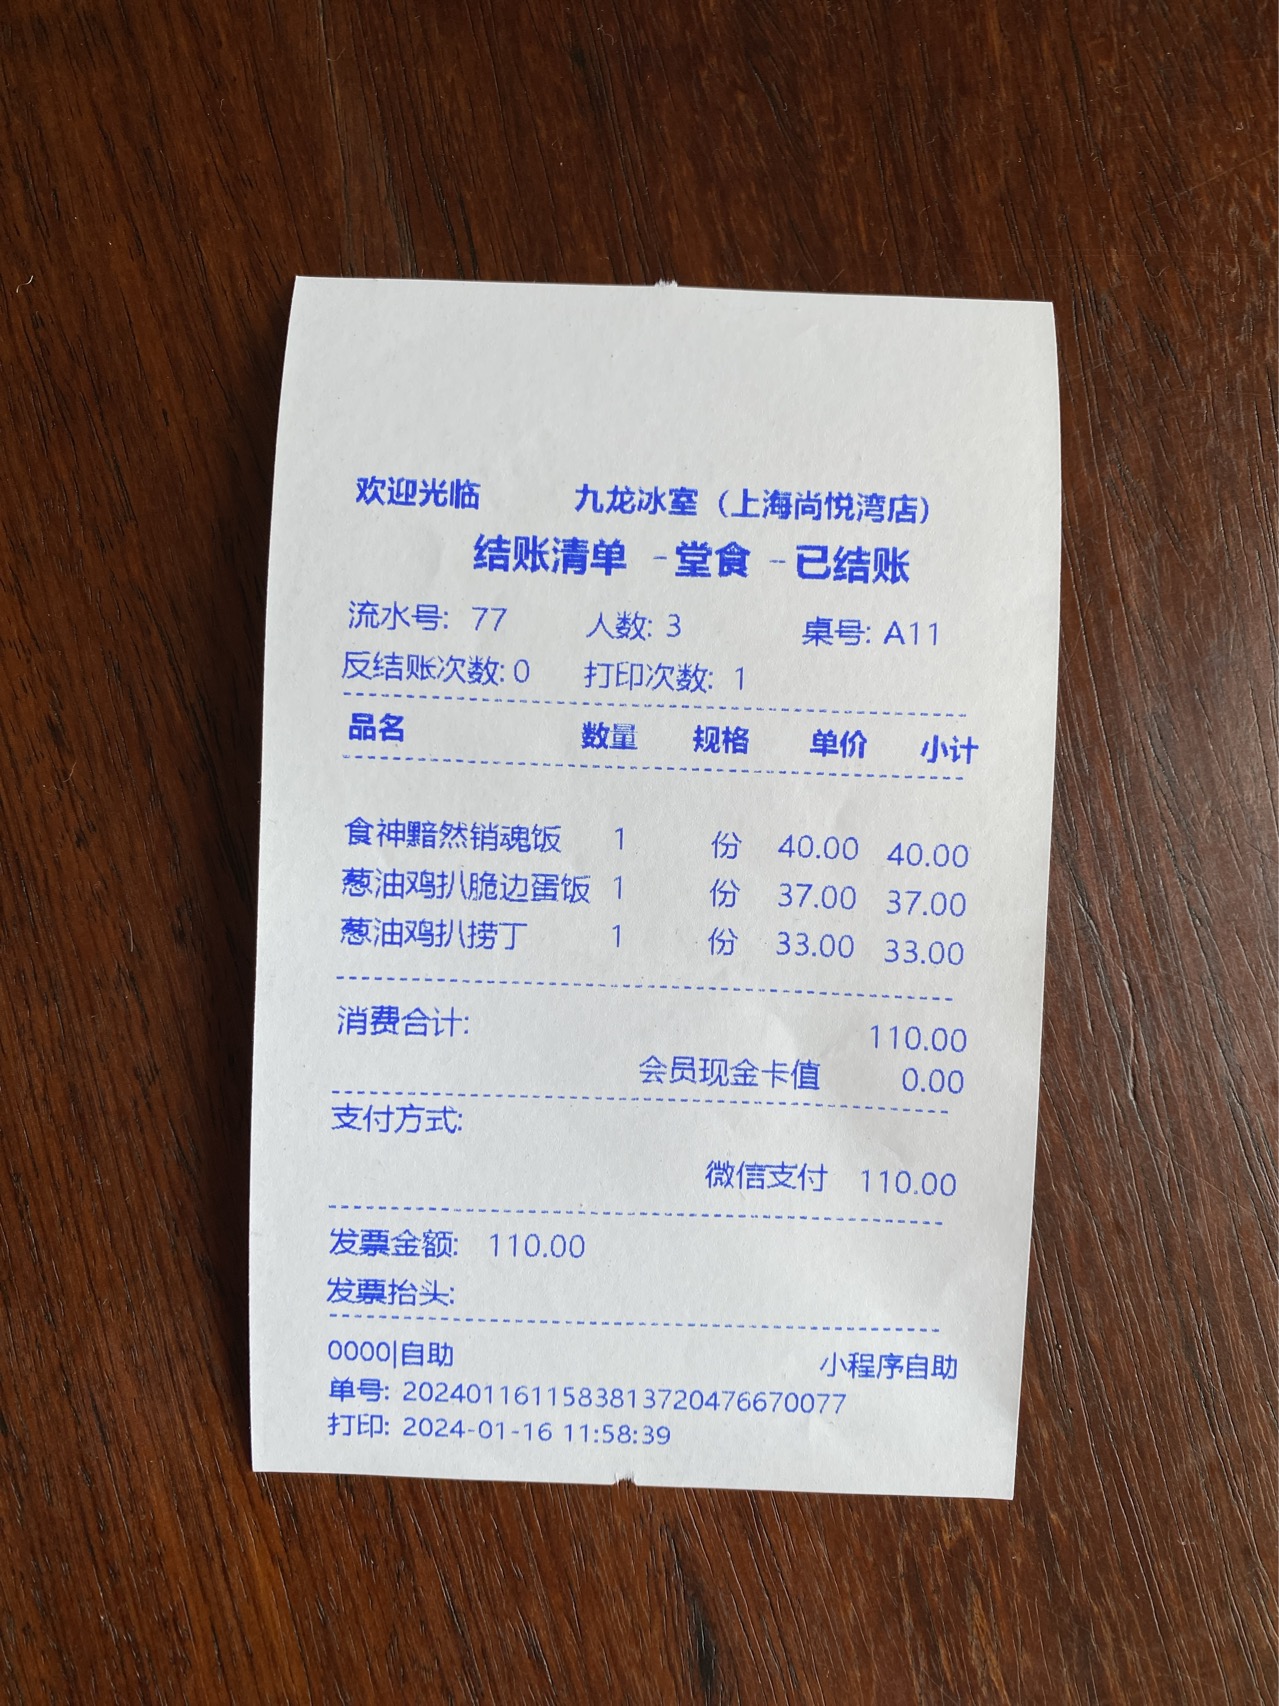 欢迎光临 九龙冰室（上海尚悦湾店）
结账清单 -堂食 --已结账
流水号: 77 人数: 3 桌号: A11
反结账次数: 0 打印次数: 1
品名 数量 规格 单价 小计
食神黯然销魂饭 1 份 40.00 40.00
葱油鸡扒脆边蛋饭 1 份 37.00 37.00
葱油鸡扒捞丁 1 份 33.00 33.00
消费合计: 110.00
会员现金卡值 0.00
支付方式:
微信支付 110.00
发票金额: 110.00
发票抬头:
0000|自助 小程序自助
单号: 2024011611583813720476670077
打印: 2024-01-16 11:58:39